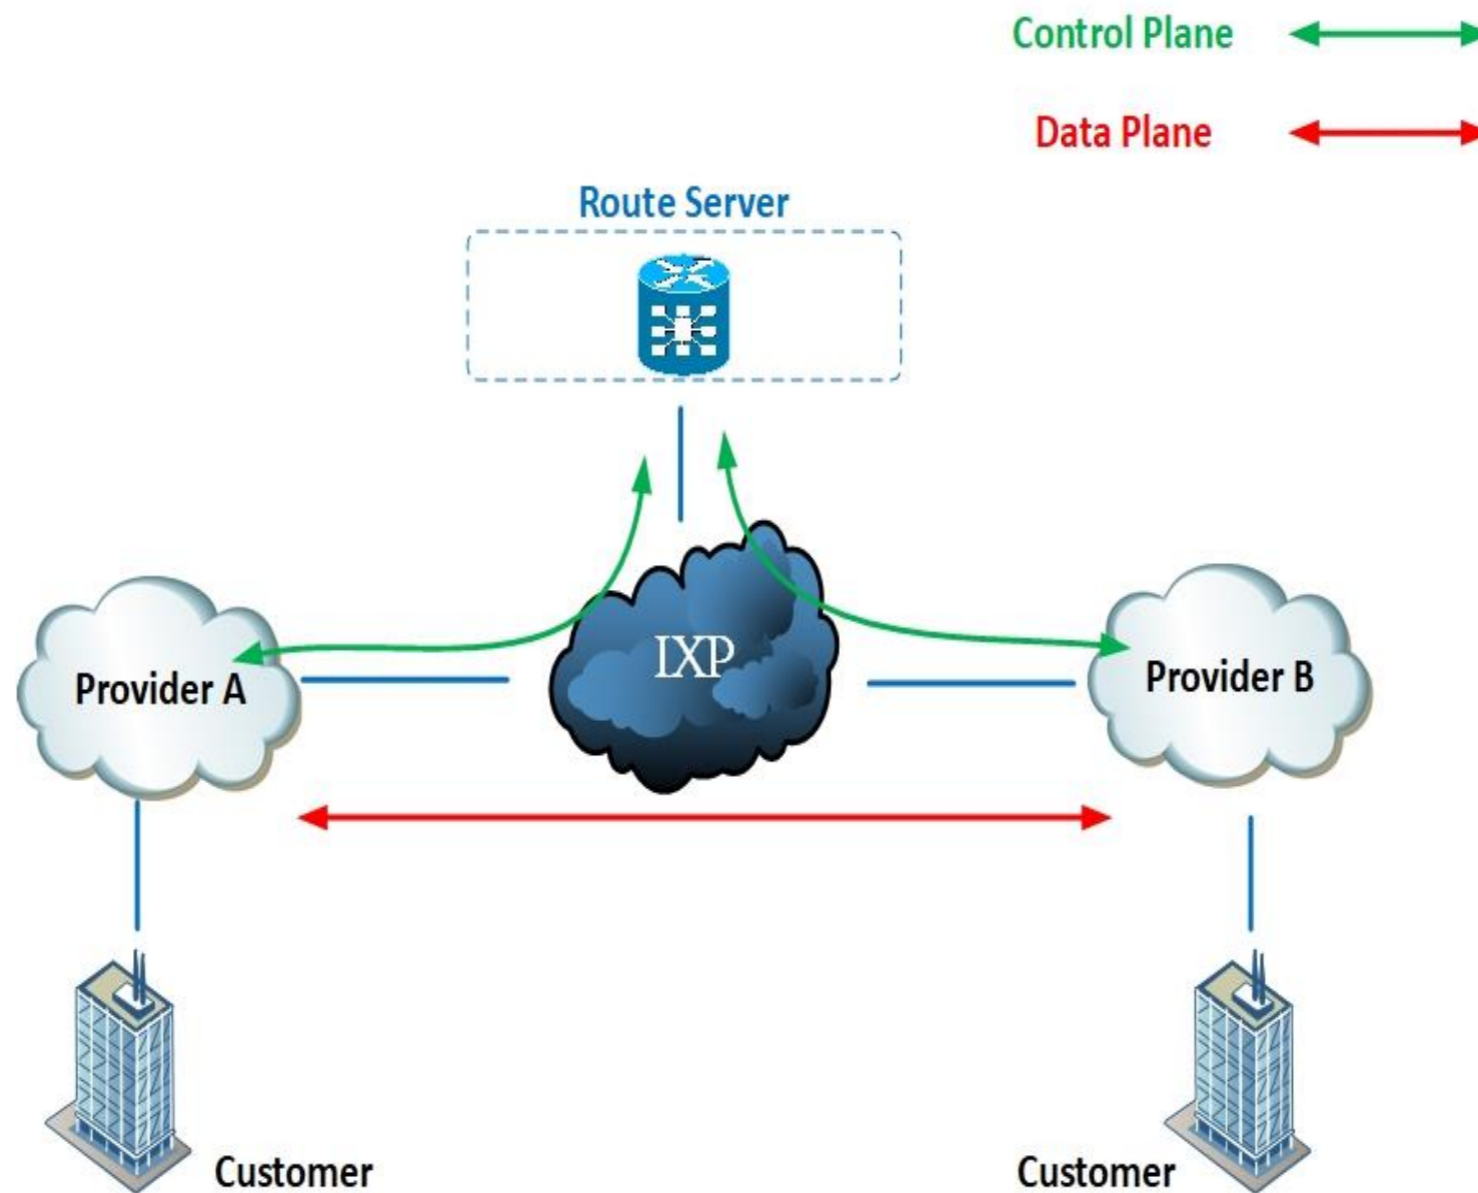 Control Plane
Data Plane
Route Server
IXP
Provider A
Provider B
Customer
Customer